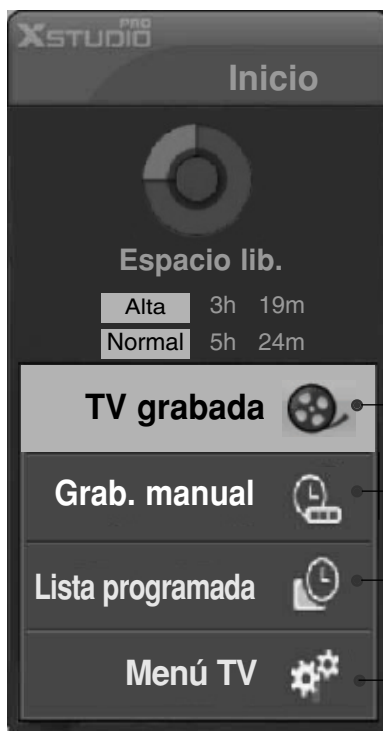 XSTUDIO PRO
Inicio
Espacio lib.
Alta 3h 19m
Normal 5h 24m
TV grabada
Grab. manual
Lista programada
Menú TV